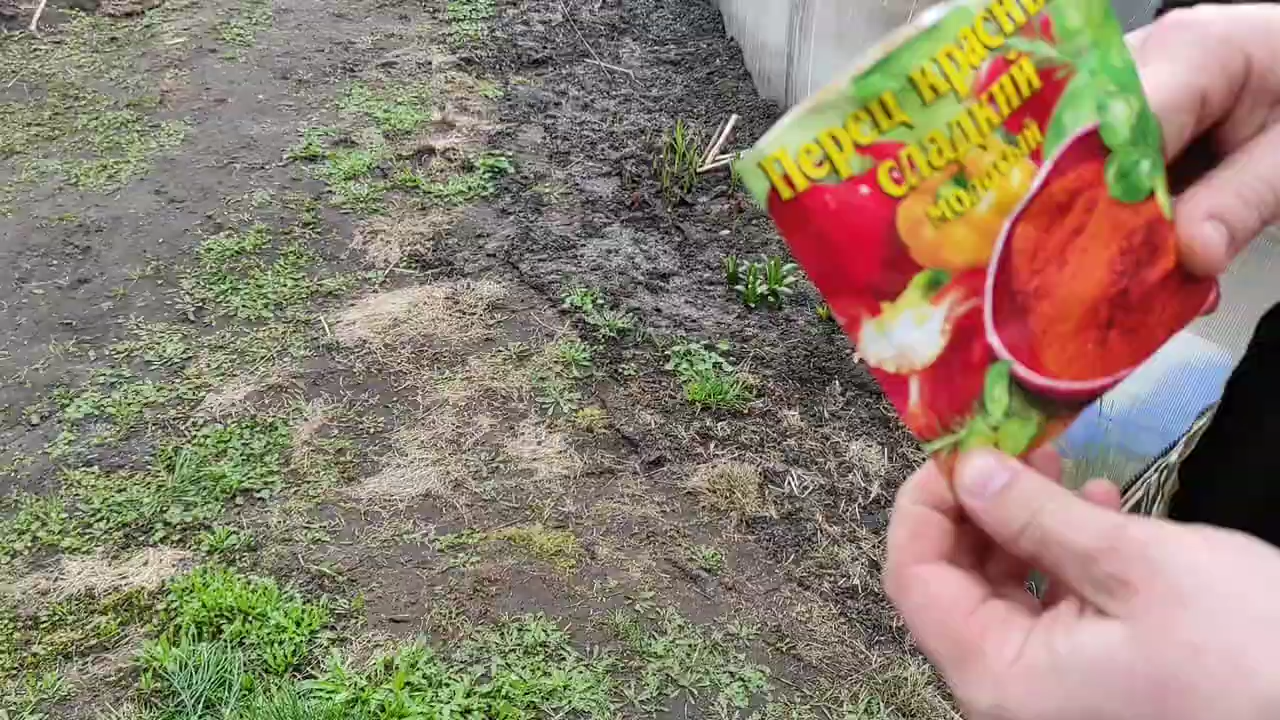 Перец красный
сладкий
молотый